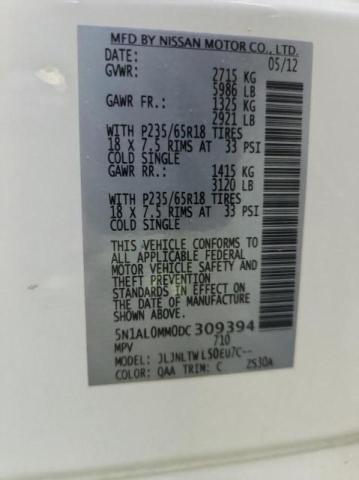 MFD BY NISSAN MOTOR CO., LTD.
DATE: 05/12
GVWR: 2715 KG
5986 LB
GAWR FR.: 1325 KG
2921 LB
WITH P235/65R18 TIRES
18 X 7.5 RIMS AT 33 PSI
COLD SINGLE
GAWR RR.: 1415 KG
3120 LB
WITH P235/65R18 TIRES
18 X 7.5 RIMS AT 33 PSI
COLD SINGLE
THIS VEHICLE CONFORMS TO
ALL APPLICABLE FEDERAL
MOTOR VEHICLE SAFETY AND
THEFT PREVENTION
STANDARDS IN EFFECT ON
THE DATE OF MANUFACTURE
SHOWN ABOVE.
5N1AL0MM0DC 309394
MPV 710
MODEL: JLJNLTWL50EU7C--
COLOR: QAA TRIM: C ZS30A